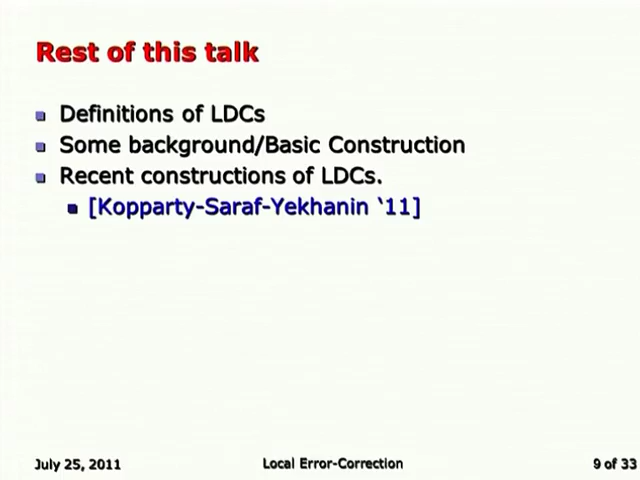 Rest of this talk
Definitions of LDCs
Some background/Basic Construction
Recent constructions of LDCs.
[Kopparty-Saraf-Yekhanin ‘11]
July 25, 2011
Local Error-Correction
9 of 33